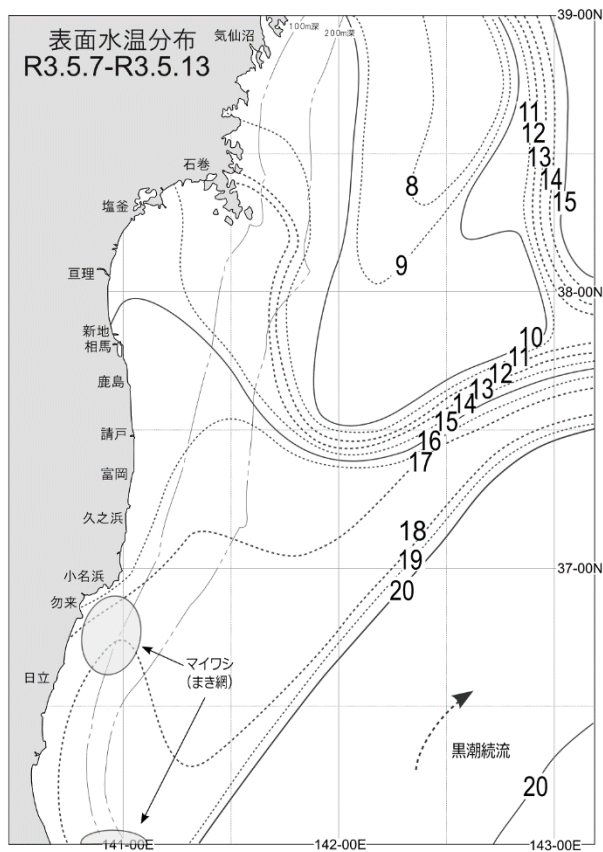 表面水温分布
R3.5.7-R3.5.13
気仙沼
100m深
200m深
39-00N
石巻
塩釜
亘理
新地
相馬
鹿島
請戸
富岡
久之浜
小名浜
勿来
日立
11
12
13
14
15
8
9
38-00N
10
11
12
13
14
15
16
17
18
19
20
37-00N
マイワシ
(まき網)
黒潮続流
20
141-00E
142-00E
143-00E